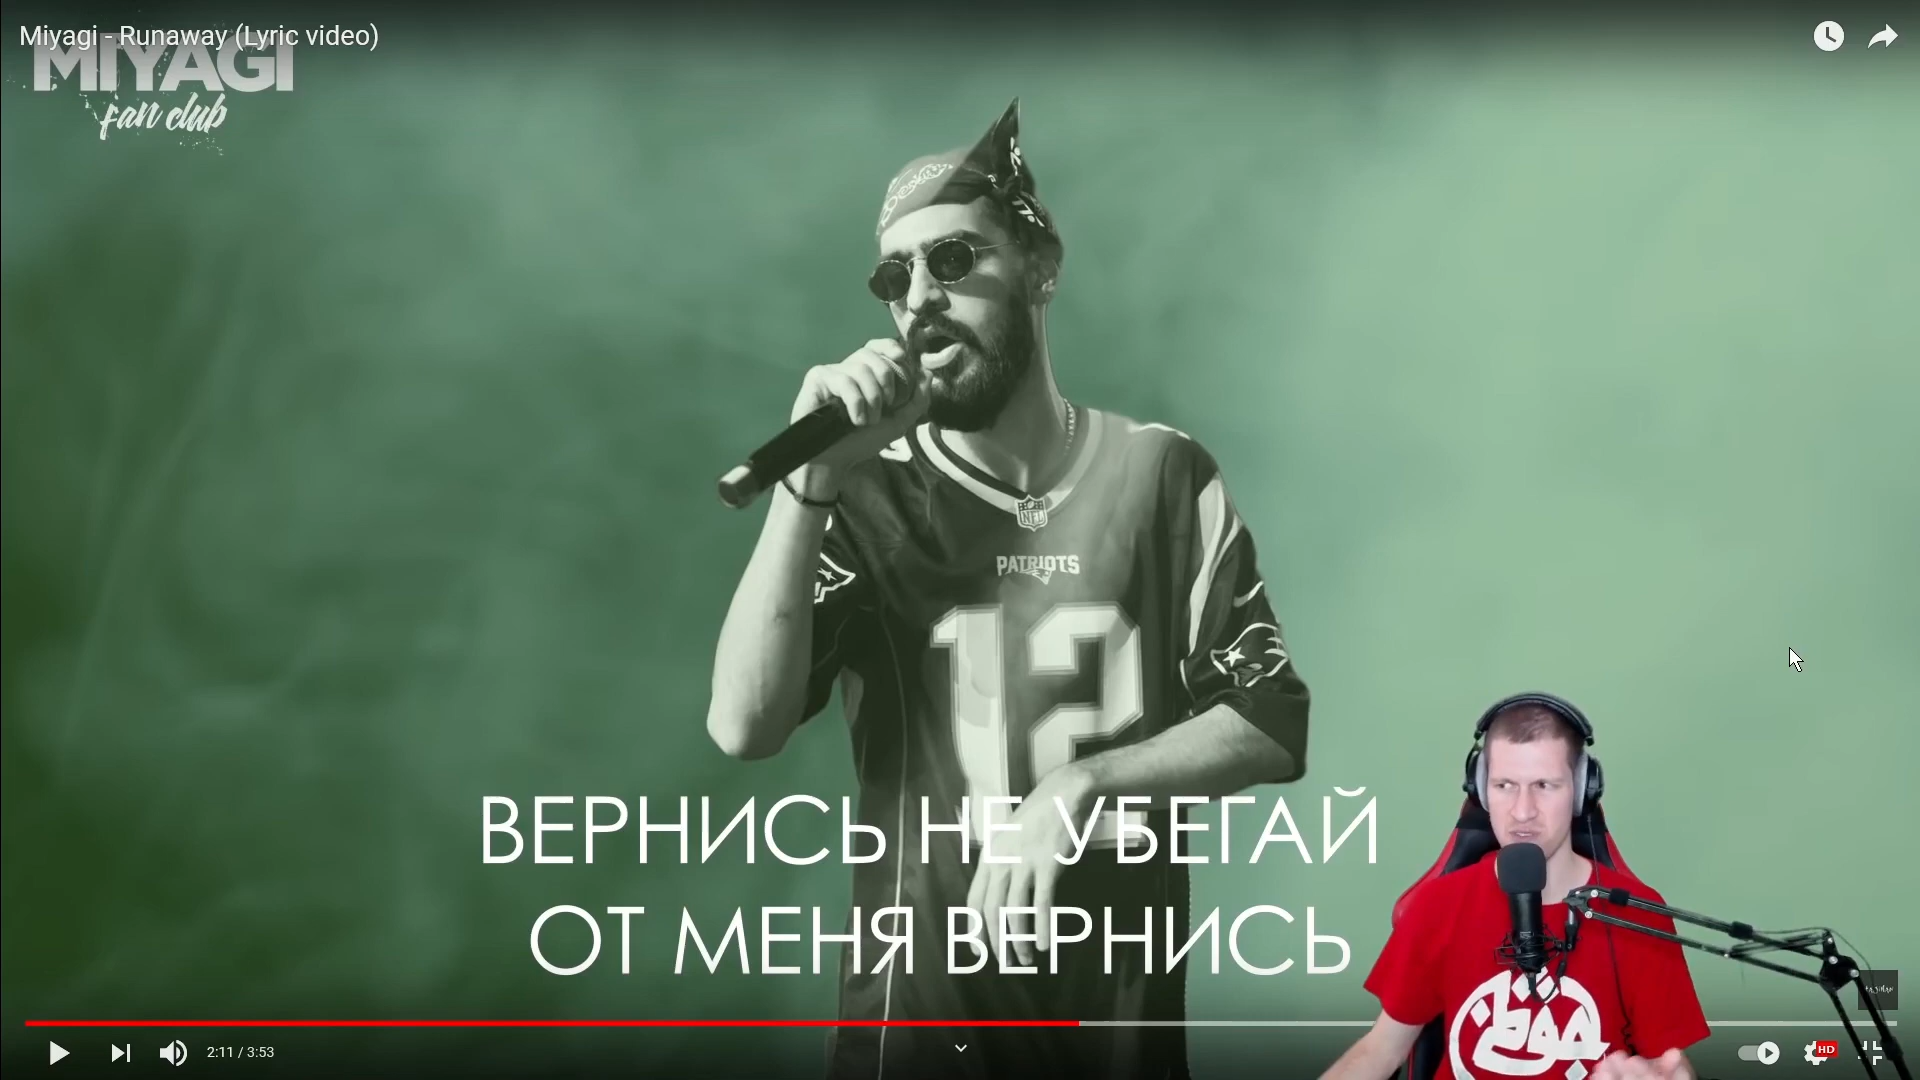 Miyagi - Runaway (Lyric video)
MIYAGI
fan club
NFL
PATRIOTS
12
ВЕРНИСЬ НЕ УБЕГАЙ
ОТ МЕНЯ ВЕРНИСЬ
2:11 / 3:53
HD